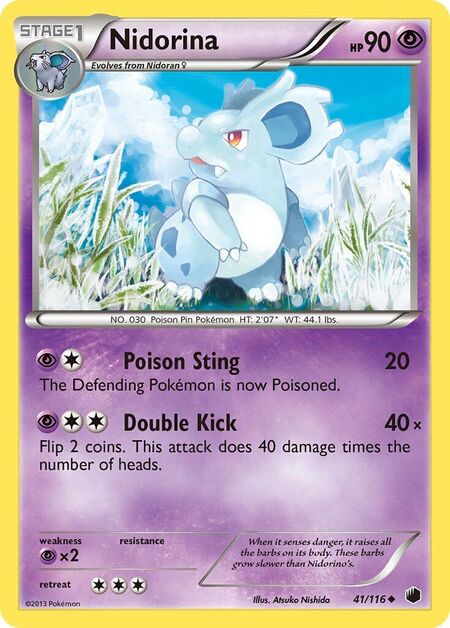 STAGE1
Nidorina
HP90
Evolves from Nidoran♀
NO. 030 Poison Pin Pokémon HT: 2'07" WT: 44.1 lbs.
Poison Sting 20
The Defending Pokémon is now Poisoned.
Double Kick 40×
Flip 2 coins. This attack does 40 damage times the
number of heads.
weakness resistance
×2
When it senses danger, it raises all
the barbs on its body. These barbs
grow slower than Nidorino's.
retreat
©2013 Pokémon
Illus. Atsuko Nishida 41/116